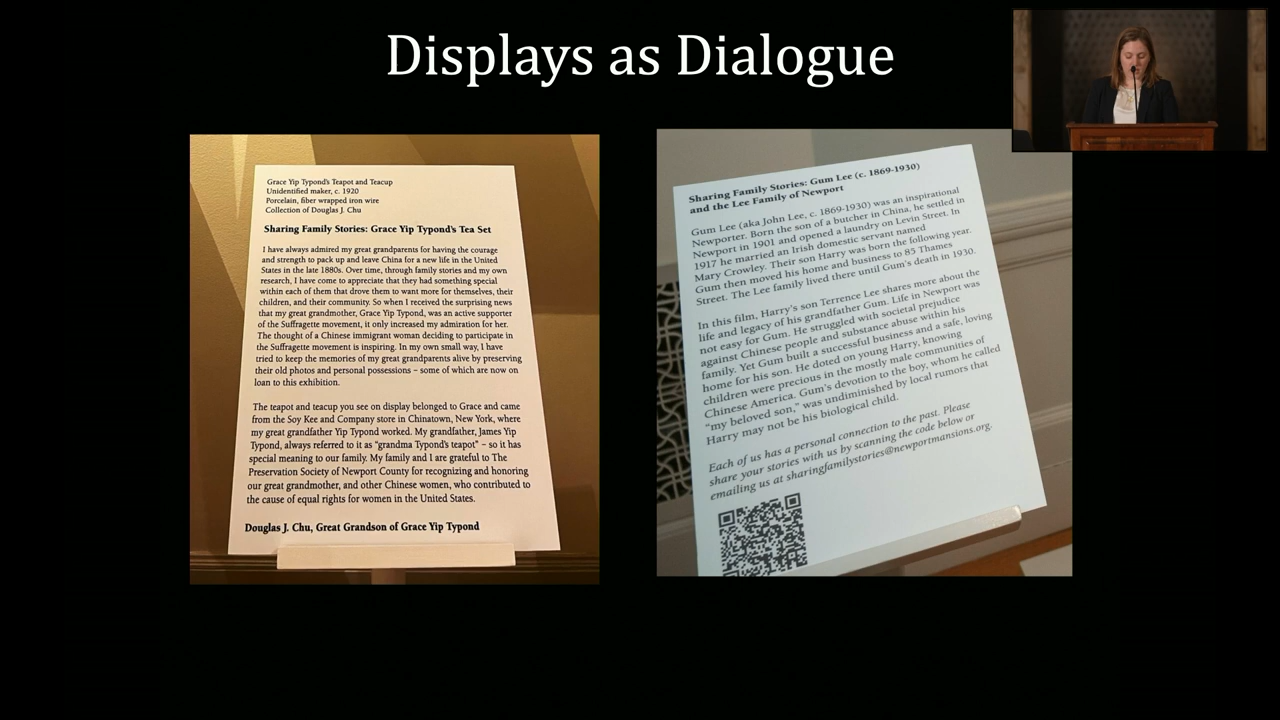 Displays as Dialogue
Grace Yip Typond's Teapot and Teacup
Unidentified maker, c. 1920
Porcelain, fiber wrapped iron wire
Collection of Douglas J. Chu
Sharing Family Stories: Grace Yip Typond's Tea Set
I have always admired my great grandparents for having the courage
and strength to pack up and leave China for a new life in the United
States in the late 1880s. Over time, through family stories and my own
research, I have come to appreciate that they had something special
within each of them that drove them to want more for themselves, their
children, and their community. So when I received the surprising news
that my great grandmother, Grace Yip Typond, was an active supporter
of the Suffragette movement, it only increased my admiration for her.
The thought of a Chinese immigrant woman deciding to participate in
the Suffragette movement is inspiring. In my own small way, I have
tried to keep the memories of my great grandparents alive by preserving
their old photos and personal possessions – some of which are now on
loan to this exhibition.
The teapot and teacup you see on display belonged to Grace and came
from the Soy Kee and Company store in Chinatown, New York, where
my great grandfather Yip Typond worked. My grandfather, James Yip
Typond, always referred to it as "grandma Typond's teapot" – so it has
special meaning to our family. My family and I are grateful to The
Preservation Society of Newport County for recognizing and honoring
our great grandmother, and other Chinese women, who contributed to
the cause of equal rights for women in the United States.
Douglas J. Chu, Great Grandson of Grace Yip Typond
Sharing Family Stories: Gum Lee (c. 1869-1930)
and the Lee Family of Newport
Gum Lee (aka John Lee, c. 1869-1930) was an inspirational
Newporter. Born the son of a butcher in China, he settled in
Newport in 1901 and opened a laundry on Levin Street. In
1917 he married an Irish domestic servant named
Mary Crowley. Their son Harry was born the following year.
Gum then moved his home and business to 85 Thames
Street. The Lee family lived there until Gum's death in 1930.
In this film, Harry's son Terrence Lee shares more about the
life and legacy of his grandfather Gum. Life in Newport was
not easy for Gum. He struggled with societal prejudice
against Chinese people and substance abuse within his
family. Yet Gum built a successful business and a safe, loving
home for his son. He doted on young Harry, knowing
children were precious in the mostly male communities of
Chinese America. Gum's devotion to the boy, whom he called
"my beloved son," was undiminished by local rumors that
Harry may not be his biological child.
Each of us has a personal connection to the past. Please
share your stories with us by scanning the code below or
emailing us at sharingfamilystories@newportmansions.org.